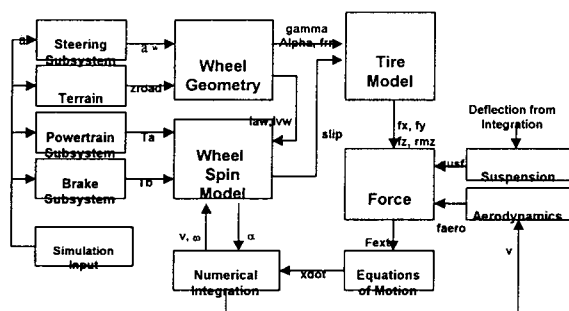 gamma
Alpha, frr
Steering
Subsystem
Wheel
Geometry
Tire
Model
Terrain
zroad
Deflection from
Integration
law,lvw
slip
Powertrain
Subsystem
Ta
Wheel
Spin
Model
fx, fy
fz, rmz
Brake
Subsystem
Tb
Force
Suspension
Aerodynamics
faero
Simulation
Input
v, ω
α
Fext
v
Numerical
Integration
xdot
Equations
of Motion